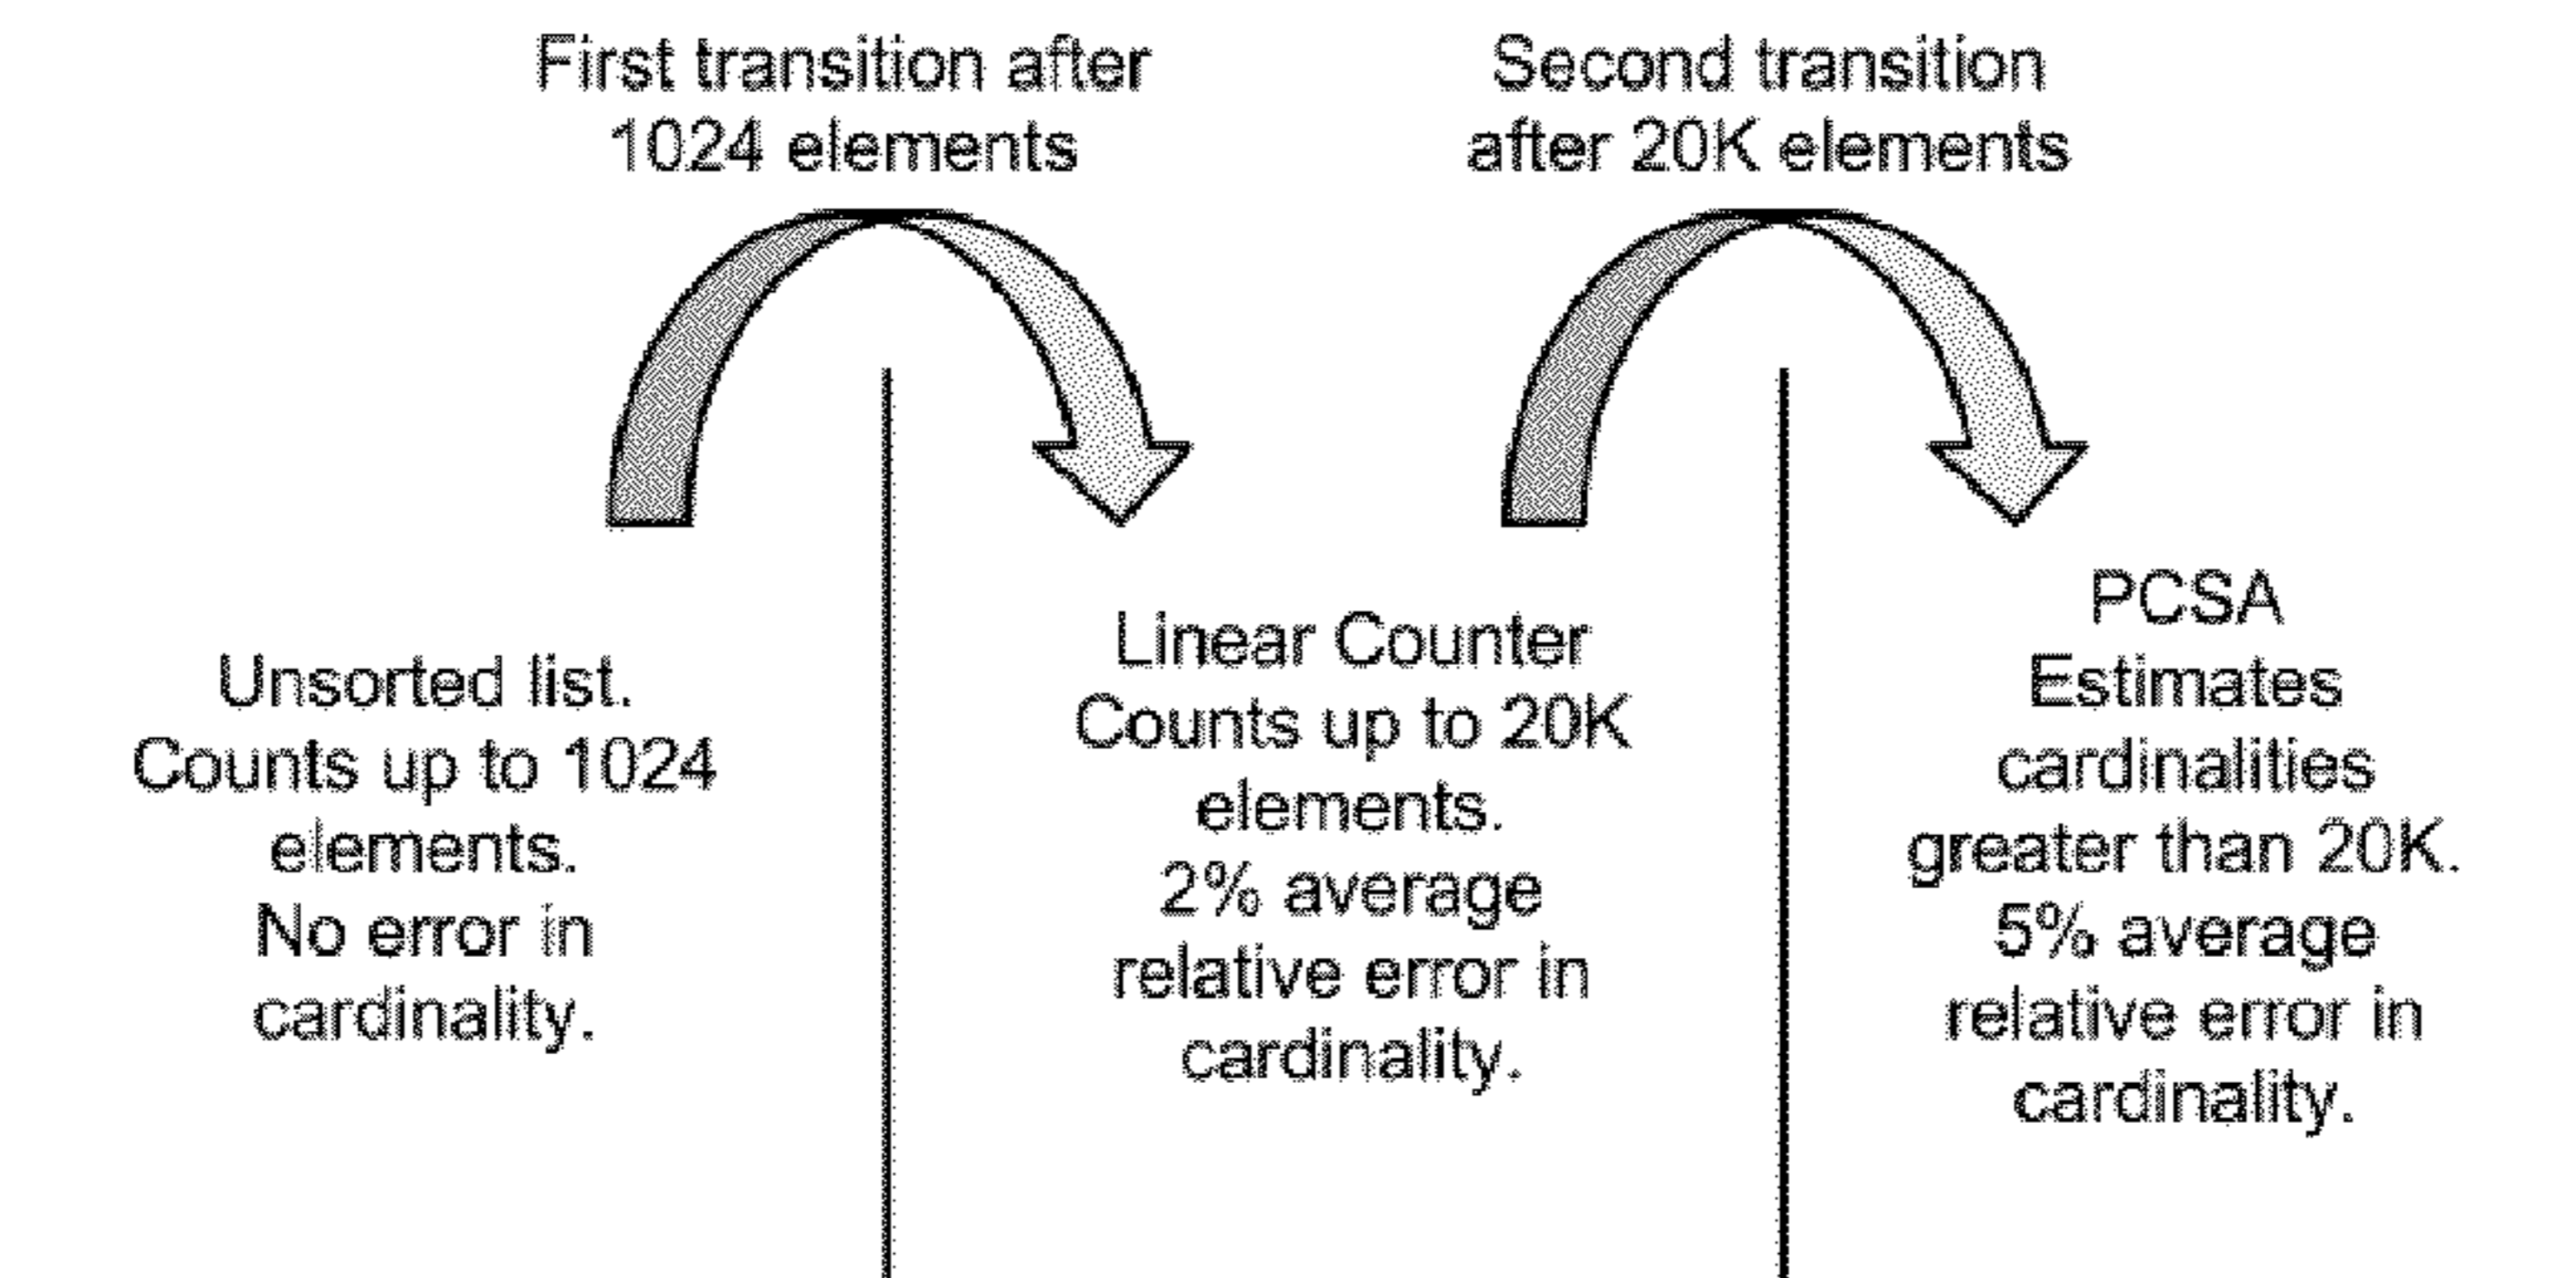 First transition after
1024 elements
Second transition
after 20K elements
Unsorted list.
Counts up to 1024
elements.
No error in
cardinality.
Linear Counter
Counts up to 20K
elements.
2% average
relative error in
cardinality.
PCSA
Estimates
cardinalities
greater than 20K.
5% average
relative error in
cardinality.